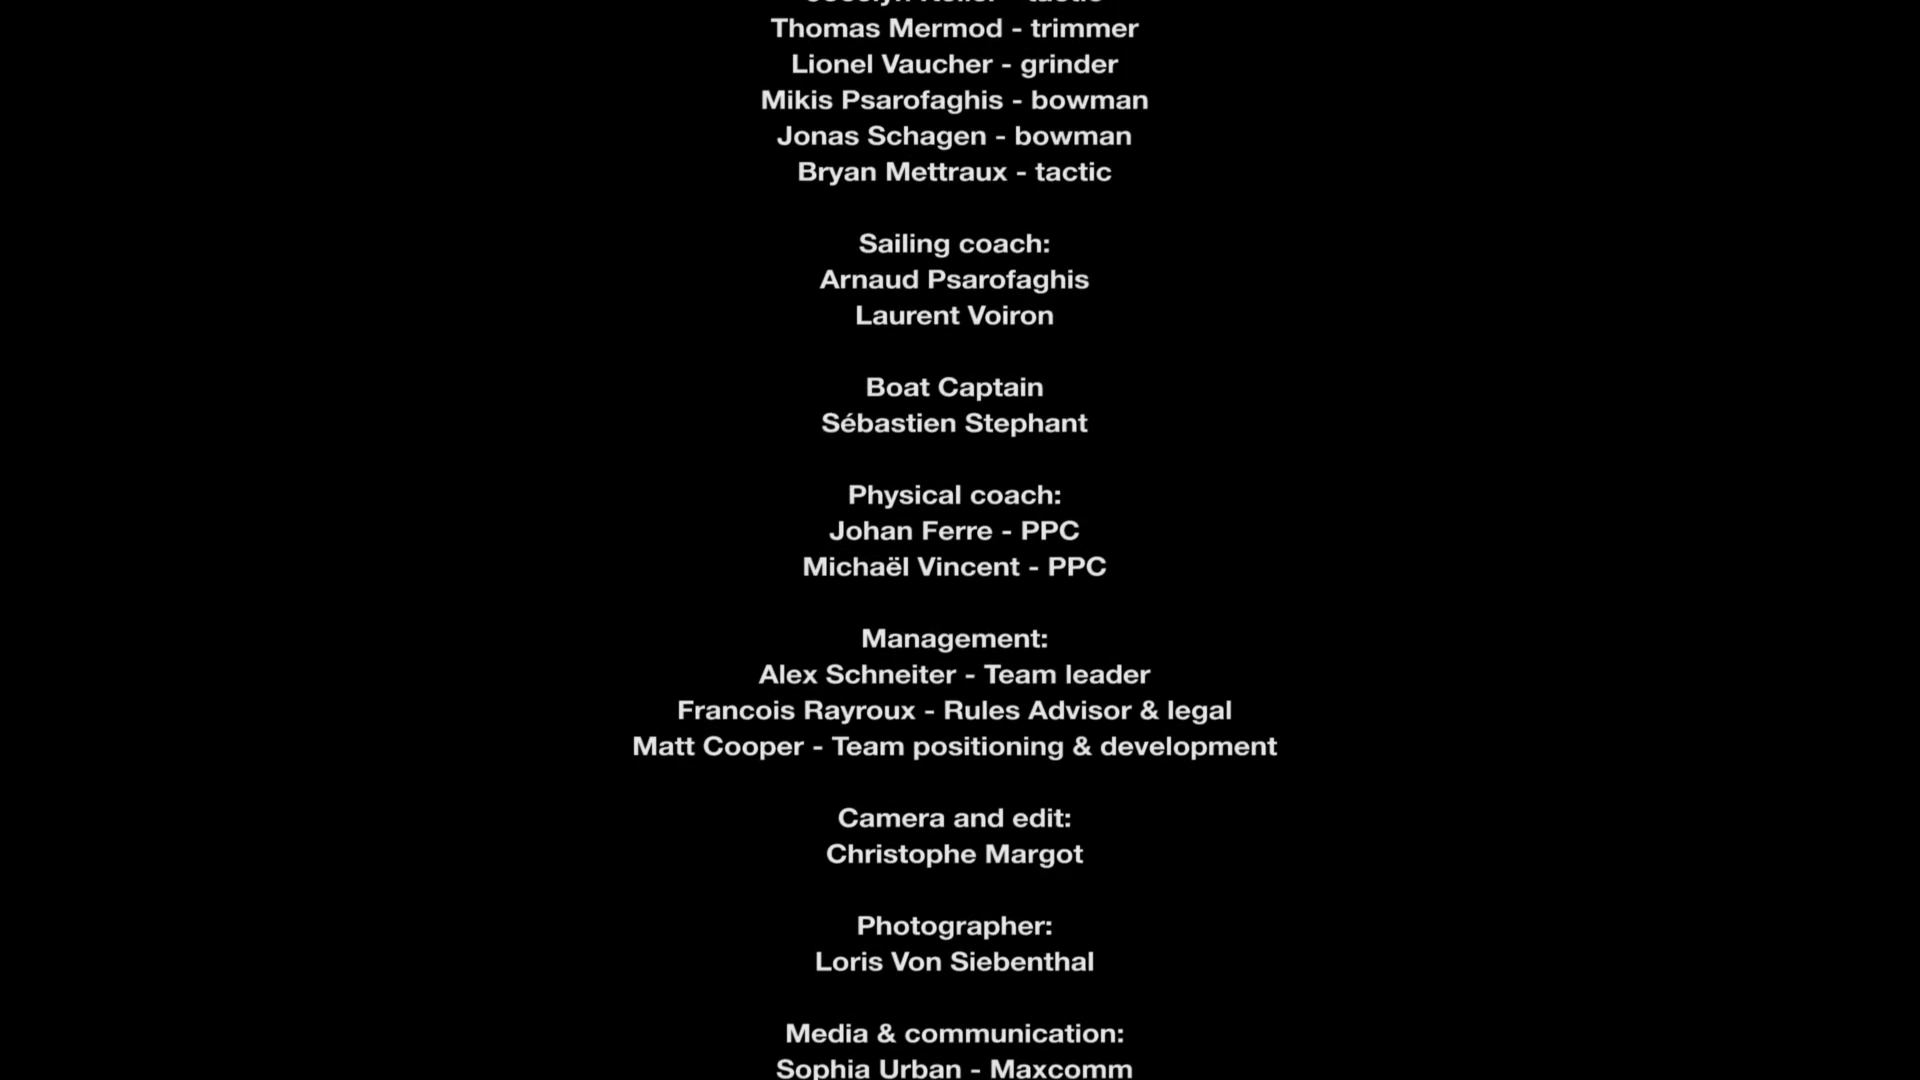 Thomas Mermod - trimmer
Lionel Vaucher - grinder
Mikis Psarofaghis - bowman
Jonas Schagen - bowman
Bryan Mettraux - tactic
Sailing coach:
Arnaud Psarofaghis
Laurent Voiron
Boat Captain
Sébastien Stephant
Physical coach:
Johan Ferre - PPC
Michaël Vincent - PPC
Management:
Alex Schneiter - Team leader
Francois Rayroux - Rules Advisor & legal
Matt Cooper - Team positioning & development
Camera and edit:
Christophe Margot
Photographer:
Loris Von Siebenthal
Media & communication:
Sophia Urban - Maxcomm